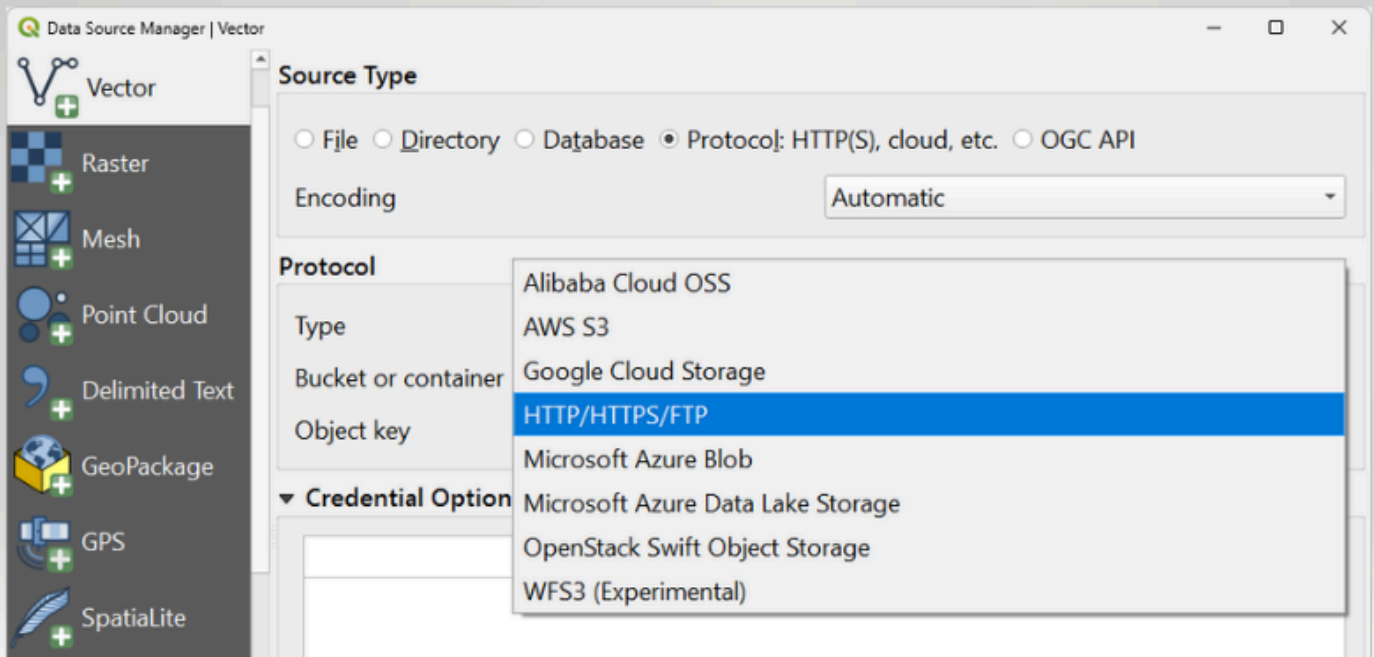 Data Source Manager | Vector
Vector
Raster
Mesh
Point Cloud
Delimited Text
GeoPackage
GPS
SpatiaLite
Source Type
File Directory Database Protocol: HTTP(S), cloud, etc. OGC API
Encoding Automatic
Protocol
Type
Bucket or container
Object key
Alibaba Cloud OSS
AWS S3
Google Cloud Storage
HTTP/HTTPS/FTP
Microsoft Azure Blob
Microsoft Azure Data Lake Storage
OpenStack Swift Object Storage
WFS3 (Experimental)
Credential Option